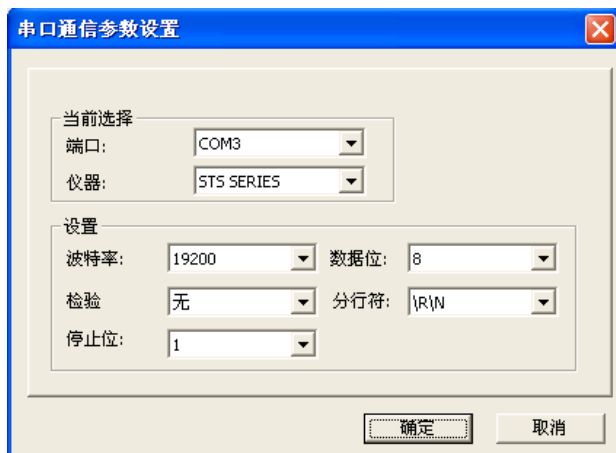 串口通信参数设置
当前选择
端口: COM3
仪器: STS SERIES
设置
波特率: 19200 数据位: 8
检验 无 分行符: \R\N
停止位: 1
确定 取消